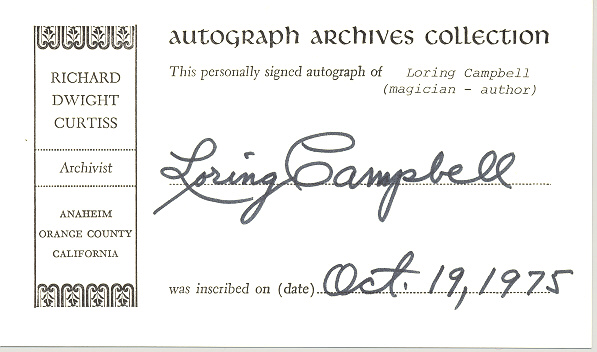 autograph archives collection
RICHARD
DWIGHT
CURTISS
Archivist
ANAHEIM
ORANGE COUNTY
CALIFORNIA
This personally signed autograph of Loring Campbell
(magician - author)
Loring Campbell
was inscribed on (date) Oct. 19, 1975